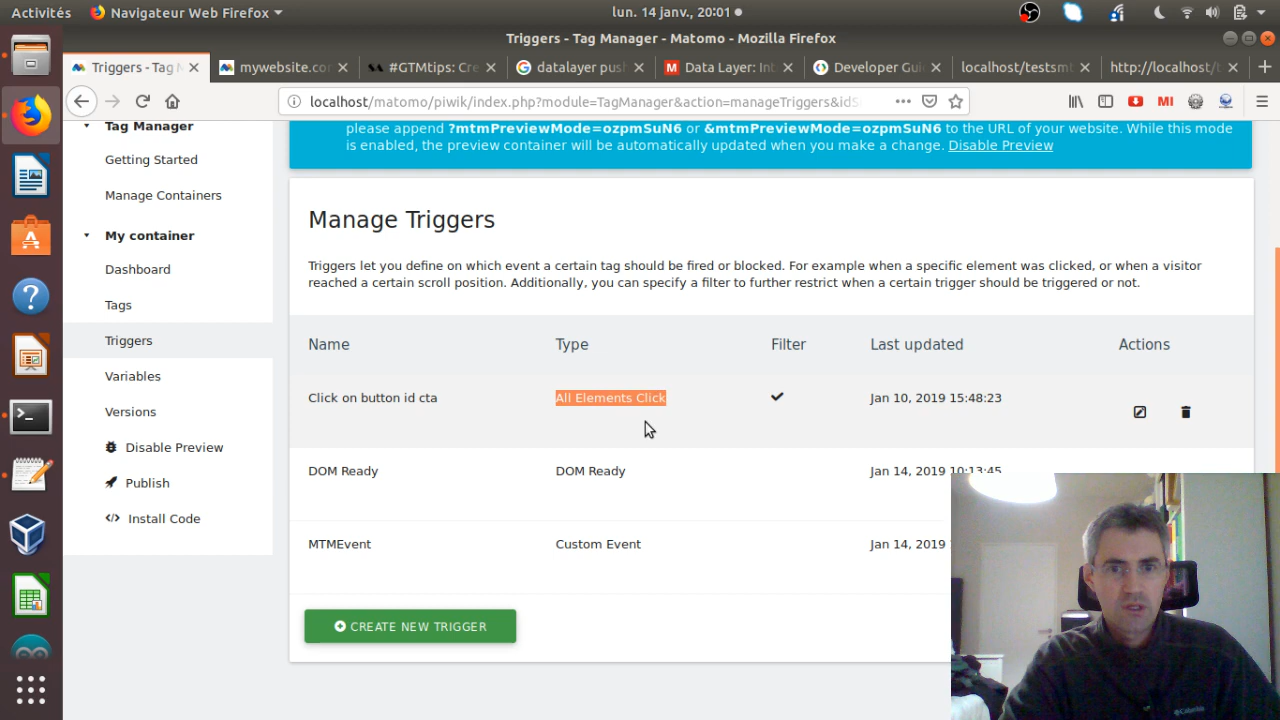 Activités Navigateur Web Firefox lun. 14 janv., 20:01
Triggers - Tag Manager - Matomo - Mozilla Firefox
Triggers - Tag M mywebsite.co #GTMtips: Cre datalayer pus Data Layer: Int Developer Gui localhost/testsmt http://localhost/t
localhost/matomo/piwik/index.php?module=TagManager&action=manageTriggers&idS
Tag Manager
Getting Started
Manage Containers
My container
Dashboard
Tags
Triggers
Variables
Versions
Disable Preview
Publish
Install Code
please append ?mtmPreviewMode=ozpmSuN6 or &mtmPreviewMode=ozpmSuN6 to the URL of your website. While this mode
is enabled, the preview container will be automatically updated when you make a change. Disable Preview
Manage Triggers
Triggers let you define on which event a certain tag should be fired or blocked. For example when a specific element was clicked, or when a visitor
reached a certain scroll position. Additionally, you can specify a filter to further restrict when a certain trigger should be triggered or not.
Name Type Filter Last updated Actions
Click on button id cta All Elements Click Jan 10, 2019 15:48:23
DOM Ready DOM Ready Jan 14, 2019 10:13:45
MTMEvent Custom Event Jan 14, 2019
CREATE NEW TRIGGER
Columbia